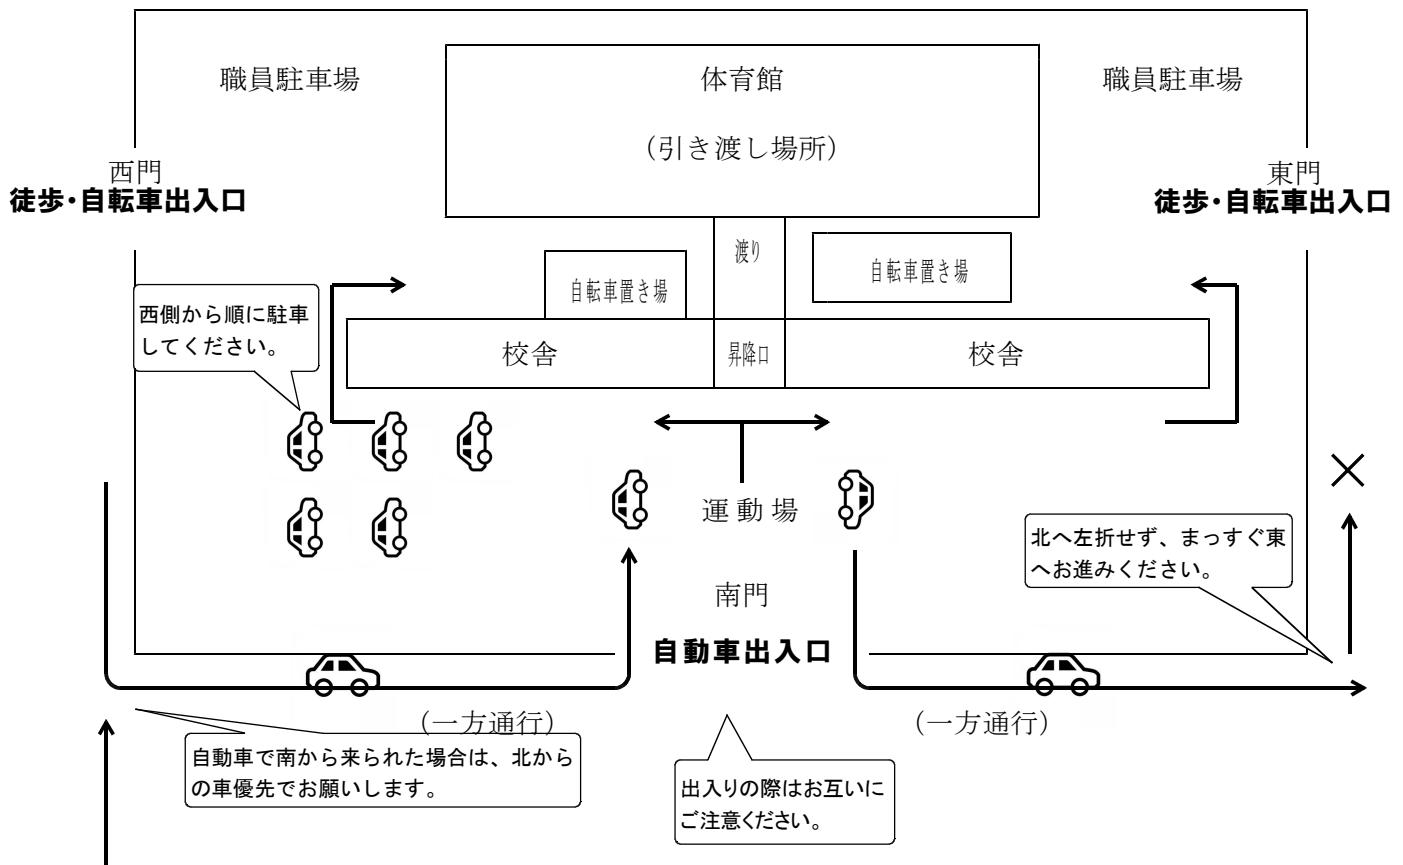 職員駐車場
体育館
職員駐車場
(引き渡し場所)
西門
徒歩・自転車出入口
東門
徒歩・自転車出入口
渡り
自転車置き場
自転車置き場
西側から順に駐車
してください。
校舎
昇降口
校舎
運動場
北へ左折せず、まっすぐ東
へお進みください。
南門
自動車出入口
(一方通行)
(一方通行)
自動車で南から来られた場合は、北から
の車優先でお願いします。
出入りの際はお互いに
ご注意ください。